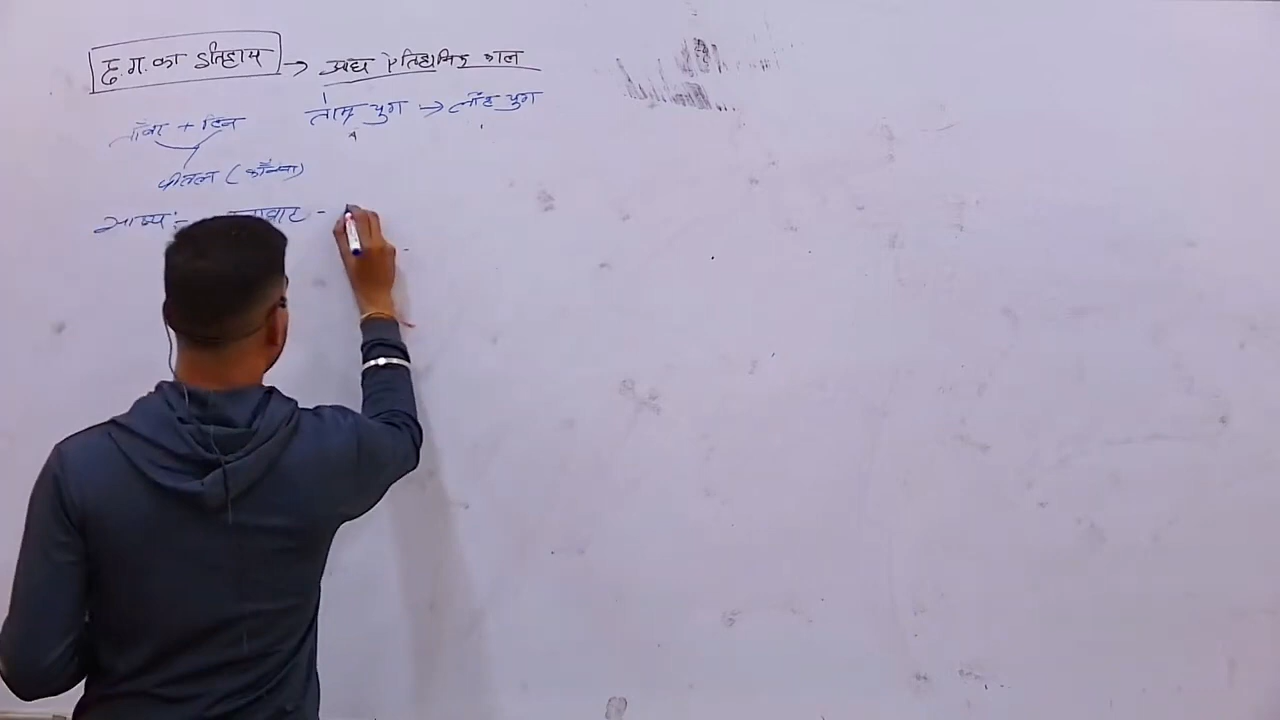 छ.ग. का इतिहास → आद्य ऐतिहासिक काल
ताम्र युग → लौह युग
ताँबा + टिन
पीतल (काँसा)
साक्ष्य :-